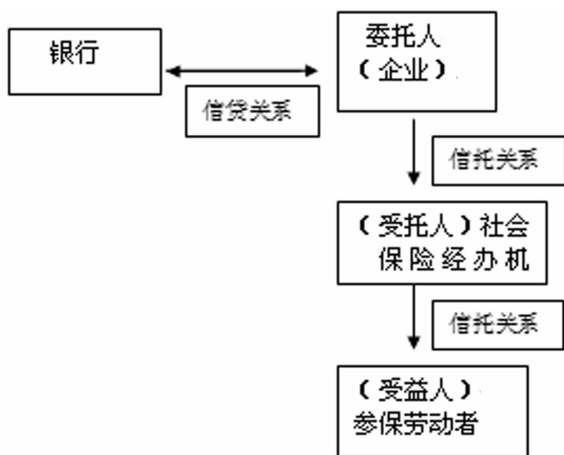 银行
委托人
（企业）
信贷关系
信托关系
（受托人）社会
保险经办机
信托关系
（受益人）
参保劳动者